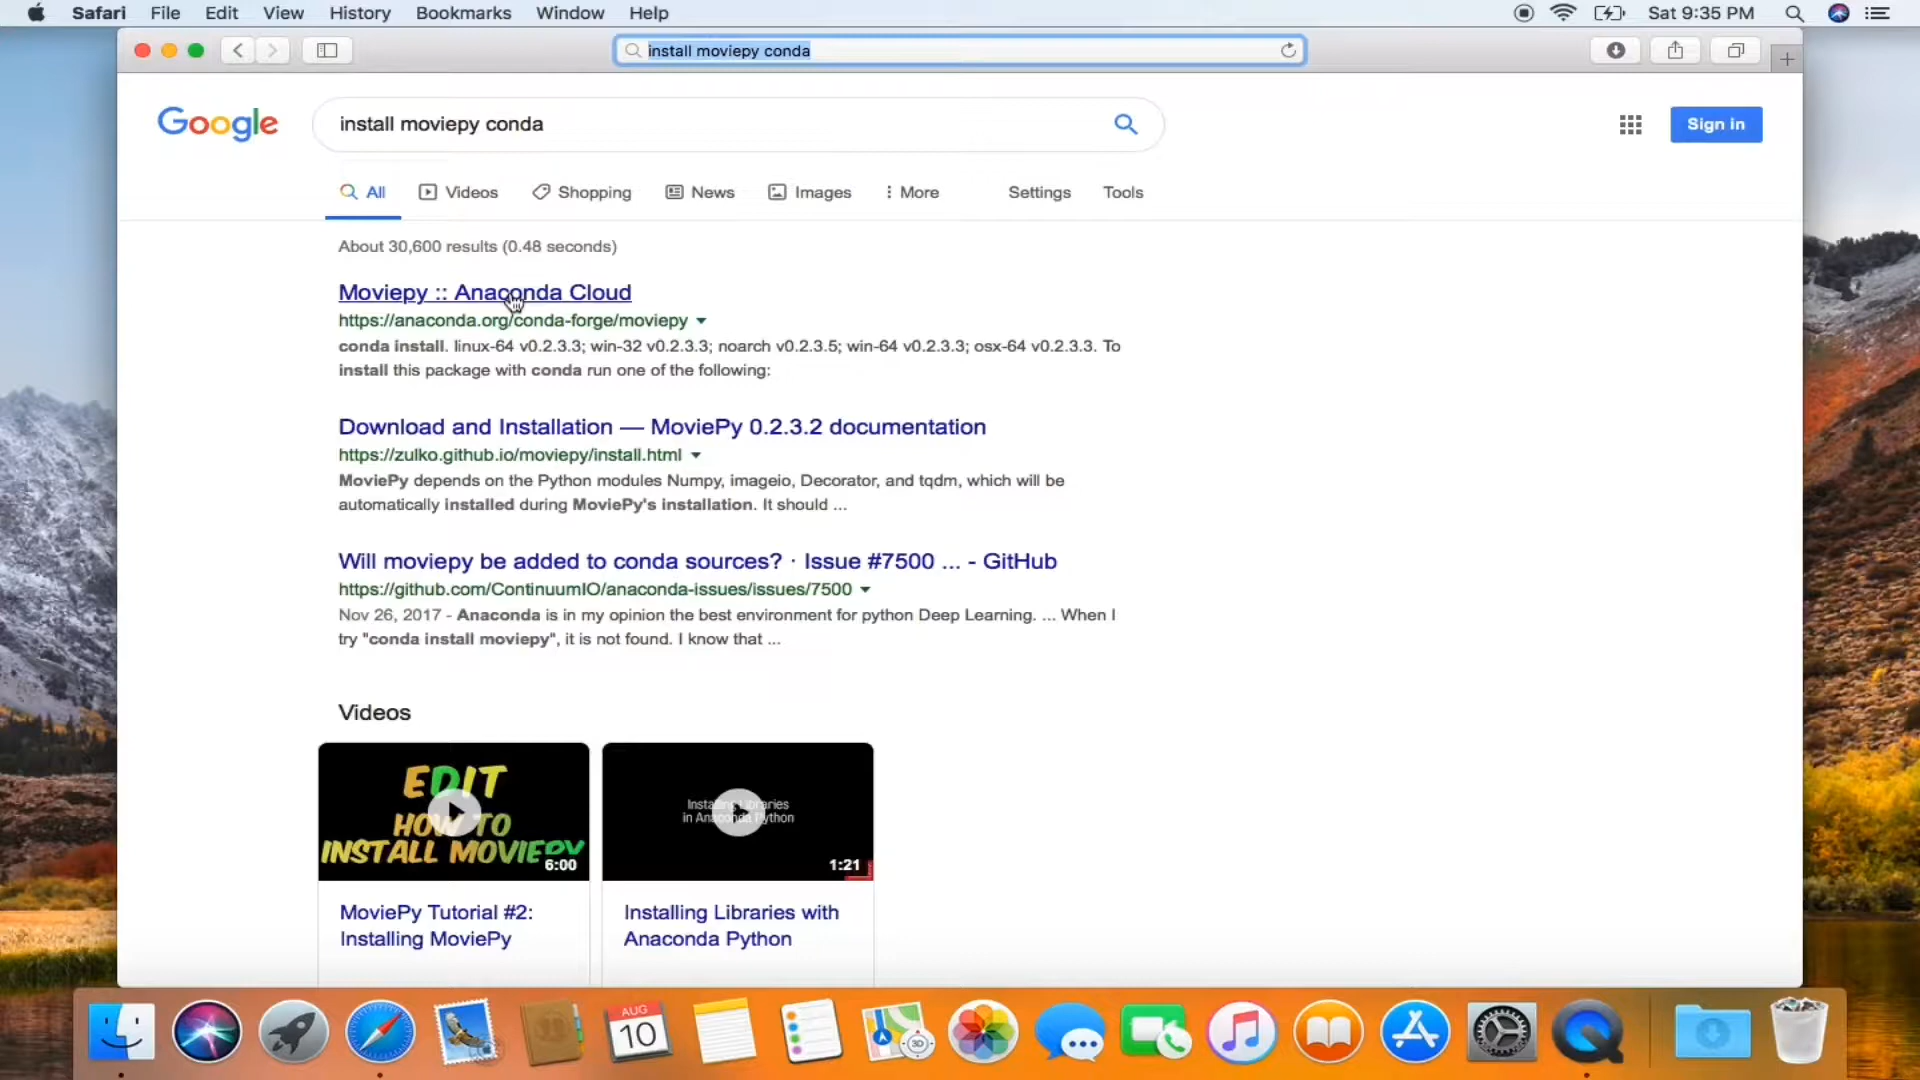 Safari File Edit View History Bookmarks Window Help Sat 9:35 PM
install moviepy conda
Google install moviepy conda Sign in
All Videos Shopping News Images More Settings Tools
About 30,600 results (0.48 seconds)
Moviepy :: Anaconda Cloud
https://anaconda.org/conda-forge/moviepy
conda install. linux-64 v0.2.3.3; win-32 v0.2.3.3; noarch v0.2.3.5; win-64 v0.2.3.3; osx-64 v0.2.3.3. To
install this package with conda run one of the following:
Download and Installation — MoviePy 0.2.3.2 documentation
https://zulko.github.io/moviepy/install.html
MoviePy depends on the Python modules Numpy, imageio, Decorator, and tqdm, which will be
automatically installed during MoviePy's installation. It should ...
Will moviepy be added to conda sources? · Issue #7500 ... - GitHub
https://github.com/ContinuumIO/anaconda-issues/issues/7500
Nov 26, 2017 - Anaconda is in my opinion the best environment for python Deep Learning. ... When I
try "conda install moviepy", it is not found. I know that ...
Videos
EDIT
HOW TO
INSTALL MOVIEPY
6:00
Installing Libraries
in Anaconda Python
1:21
MoviePy Tutorial #2:
Installing MoviePy
Installing Libraries with
Anaconda Python
AUG
10
3D